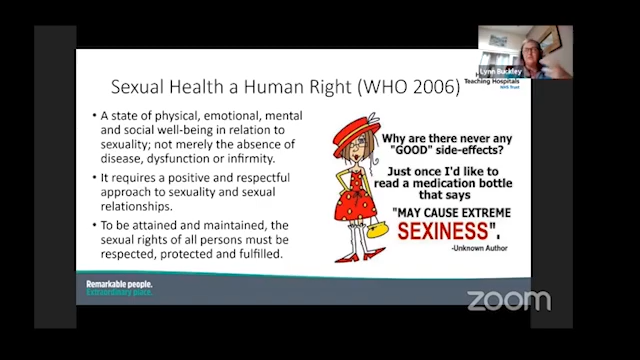 Sexual Health a Human Right (WHO 2006)
Lynn Buckley
Teaching Hospitals
NHS Trust
• A state of physical, emotional, mental
and social well-being in relation to
sexuality; not merely the absence of
disease, dysfunction or infirmity.
• It requires a positive and respectful
approach to sexuality and sexual
relationships.
• To be attained and maintained, the
sexual rights of all persons must be
respected, protected and fulfilled.
Why are there never any
"GOOD" side-effects?
Just once I'd like to
read a medication bottle
that says
"MAY CAUSE EXTREME
SEXINESS".
-Unknown Author
Remarkable people.
Extraordinary place.
zoom